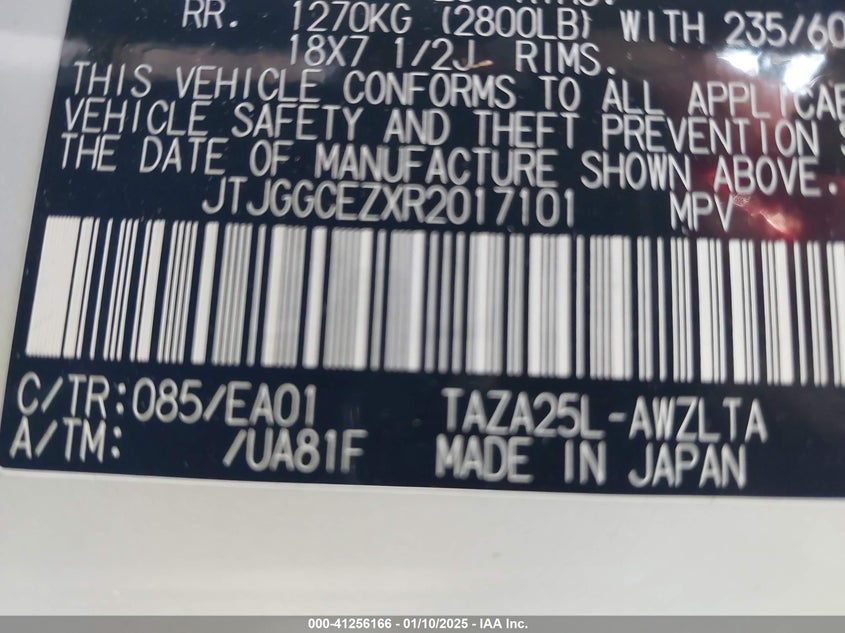 RR. 1270KG (2800LB) WITH 235/60
18X7 1/2J RIMS.
THIS VEHICLE CONFORMS TO ALL APPLICAB
VEHICLE SAFETY AND THEFT PREVENTION S
THE DATE OF MANUFACTURE SHOWN ABOVE.
JTJGGCEZXR2017101 MPV
C/TR:085/EA01 TAZA25L-AWZLTA
A/TM: /UA81F MADE IN JAPAN
000-41256166 — 01/10/2025 — IAA Inc.